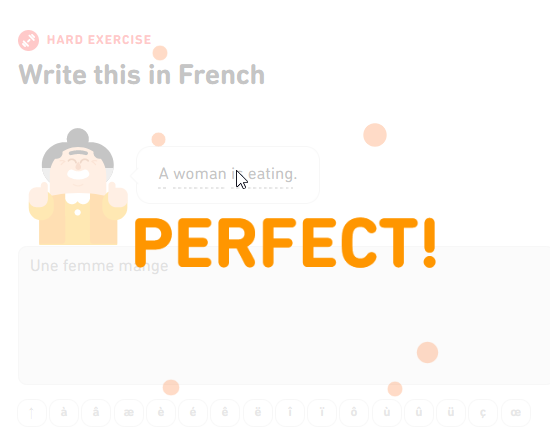 HARD EXERCISE
Write this in French
A woman is eating.
PERFECT!
Une femme mange
↑ à â æ è é ê ë î ï ô ù û ü ç œ